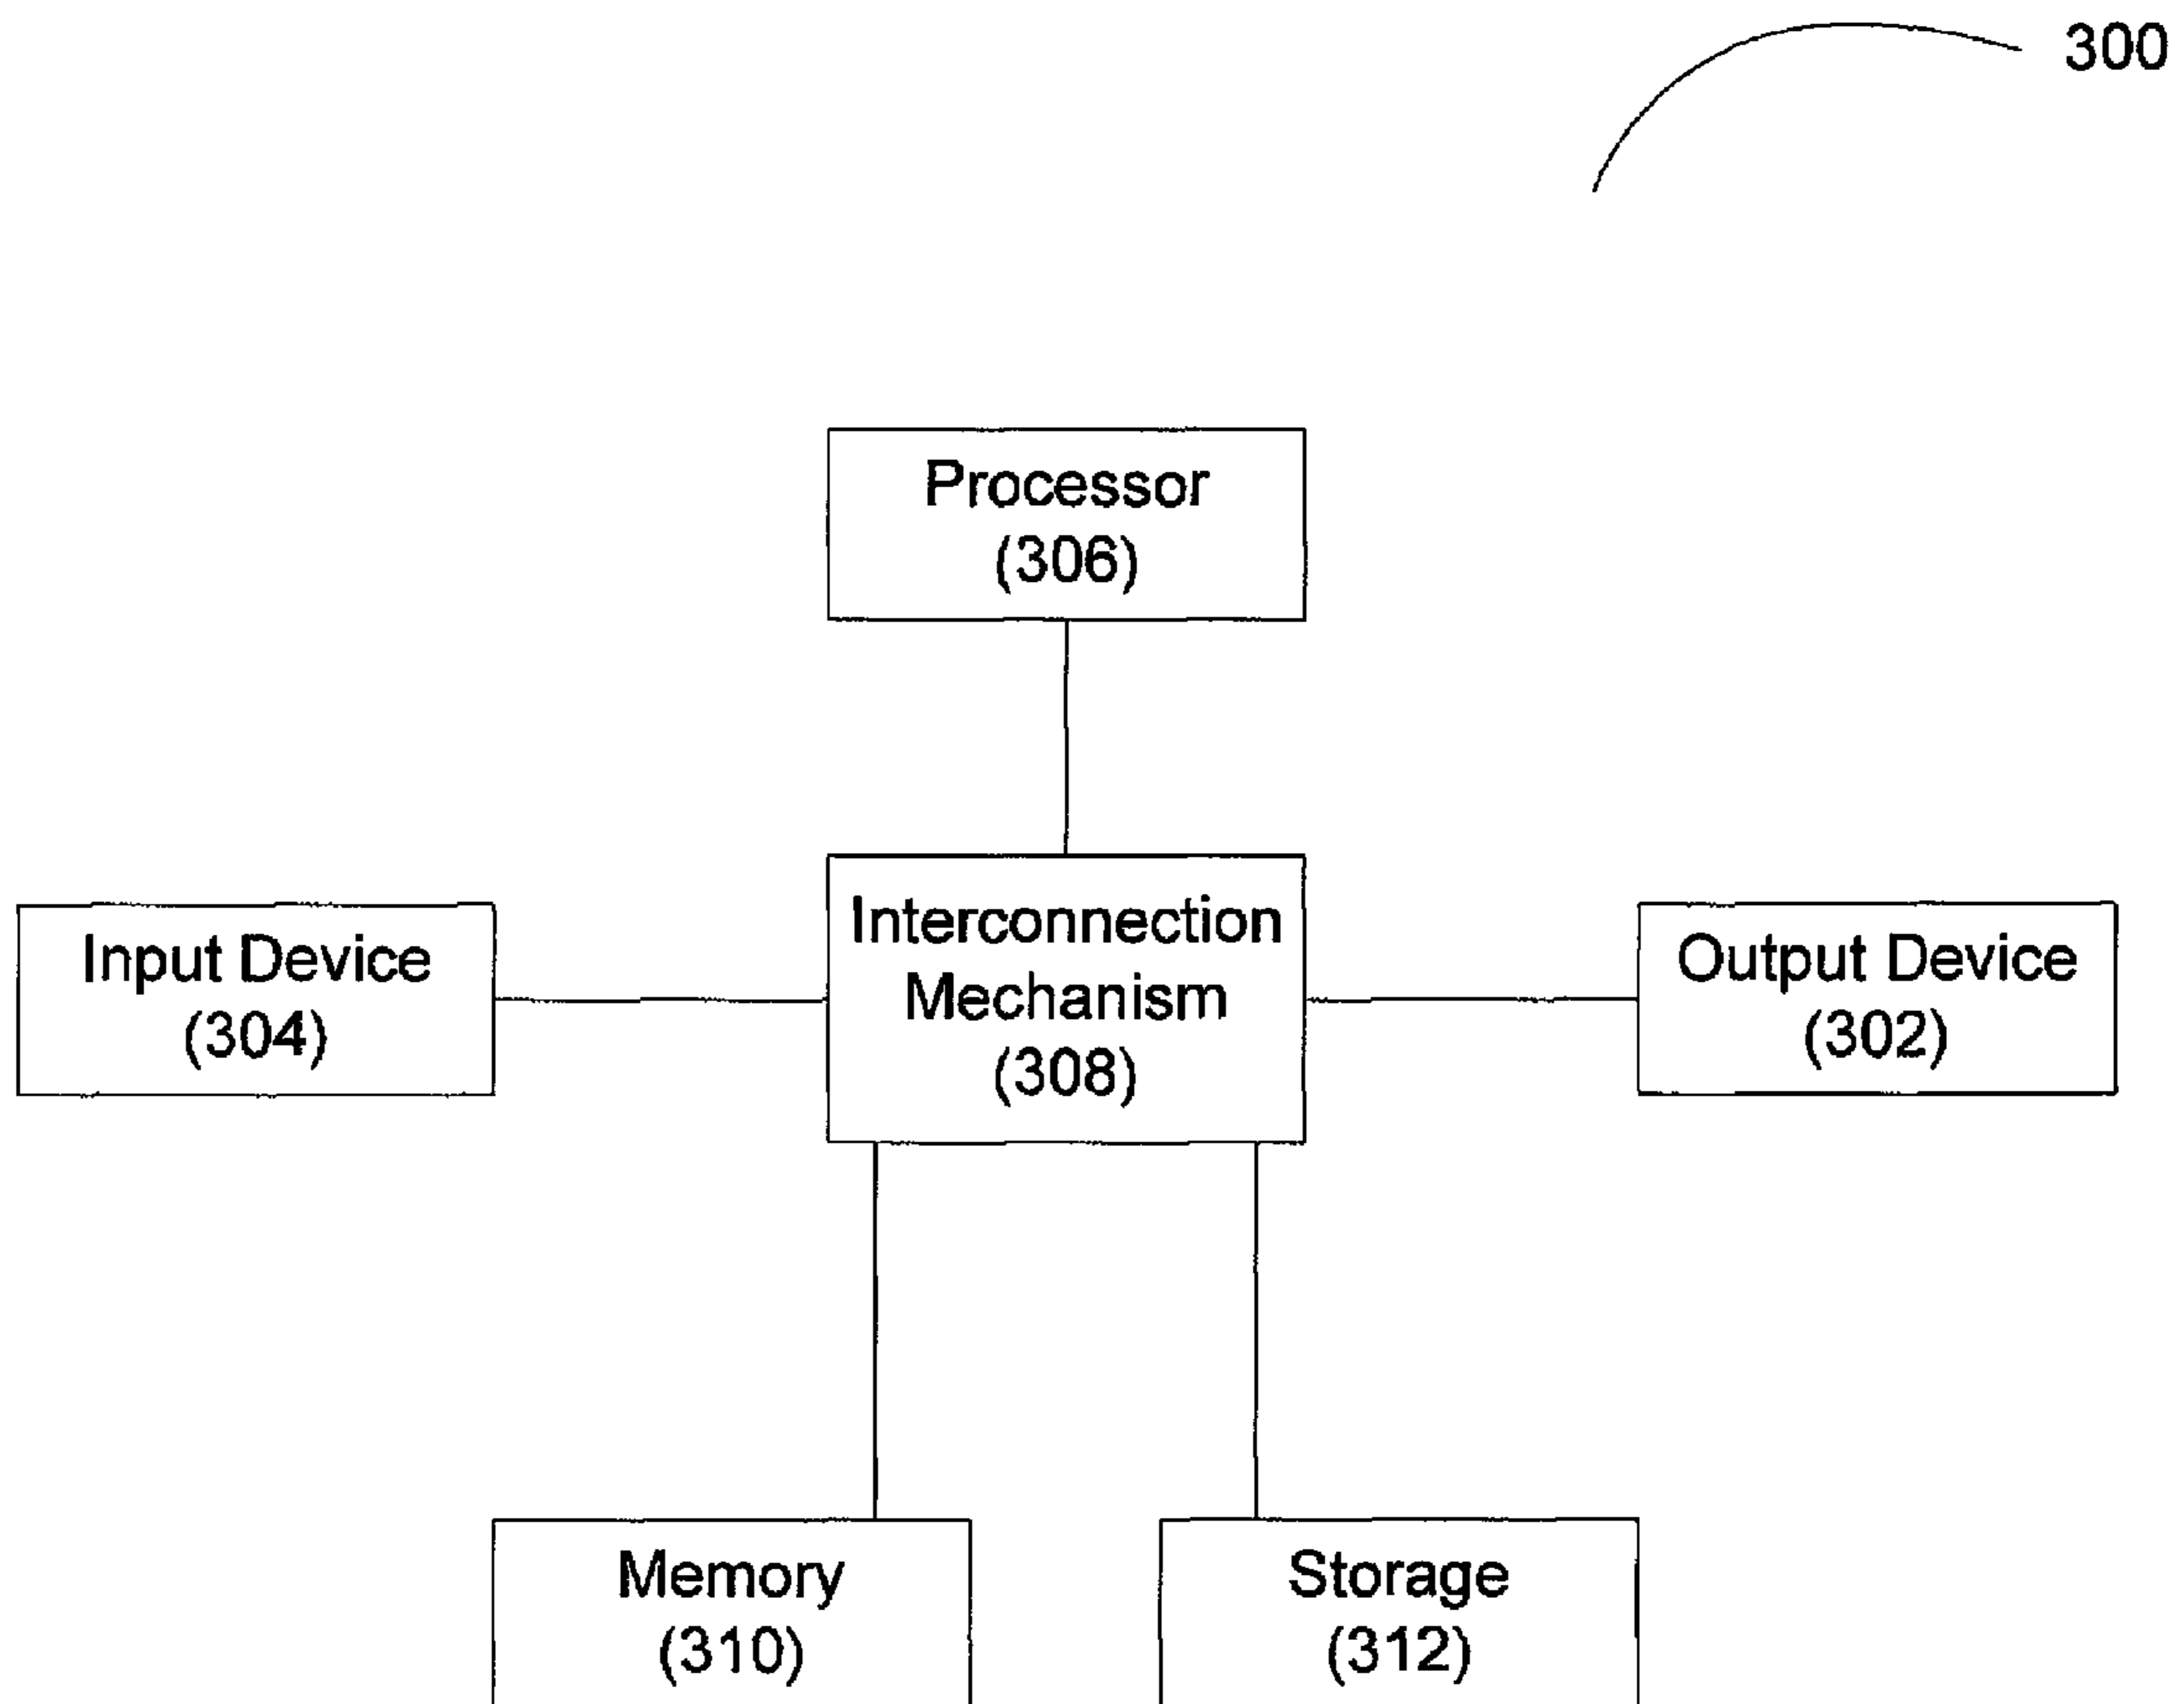 300
Processor
(306)
Interconnection
Mechanism
(308)
Input Device
(304)
Output Device
(302)
Memory
(310)
Storage
(312)